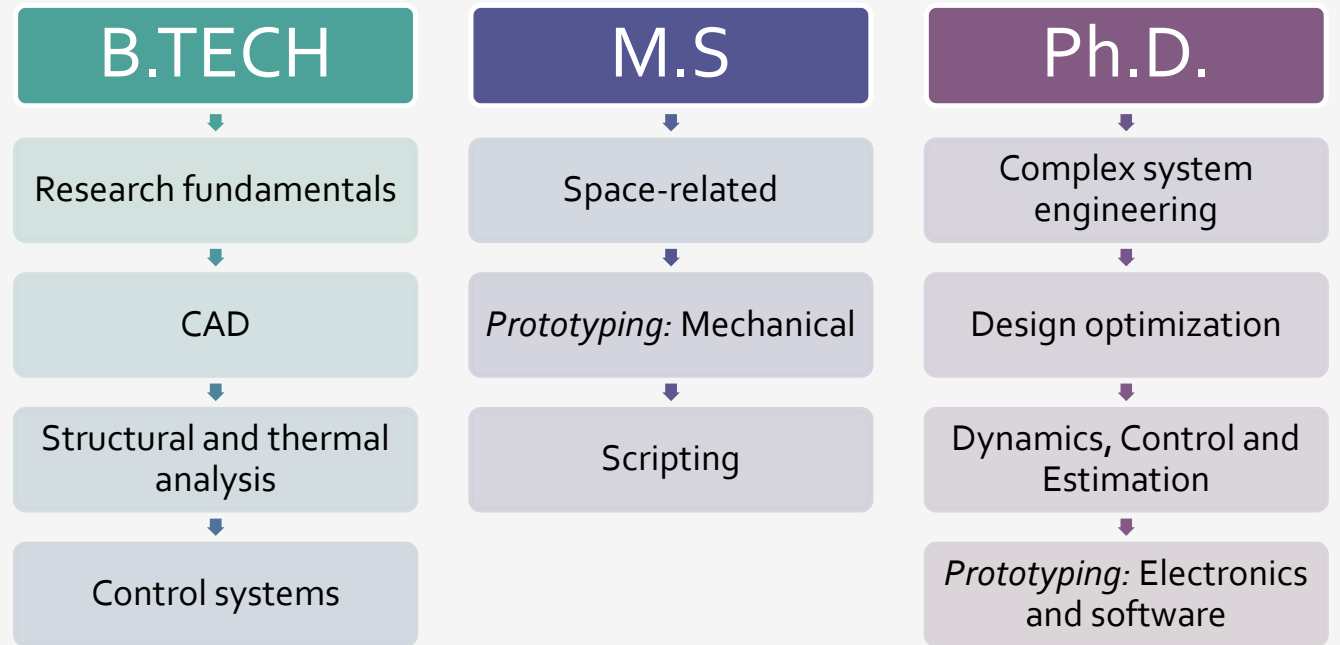 B.TECH
Research fundamentals
CAD
Structural and thermal
analysis
Control systems
M.S
Space-related
Prototyping: Mechanical
Scripting
Ph.D.
Complex system
engineering
Design optimization
Dynamics, Control and
Estimation
Prototyping: Electronics
and software